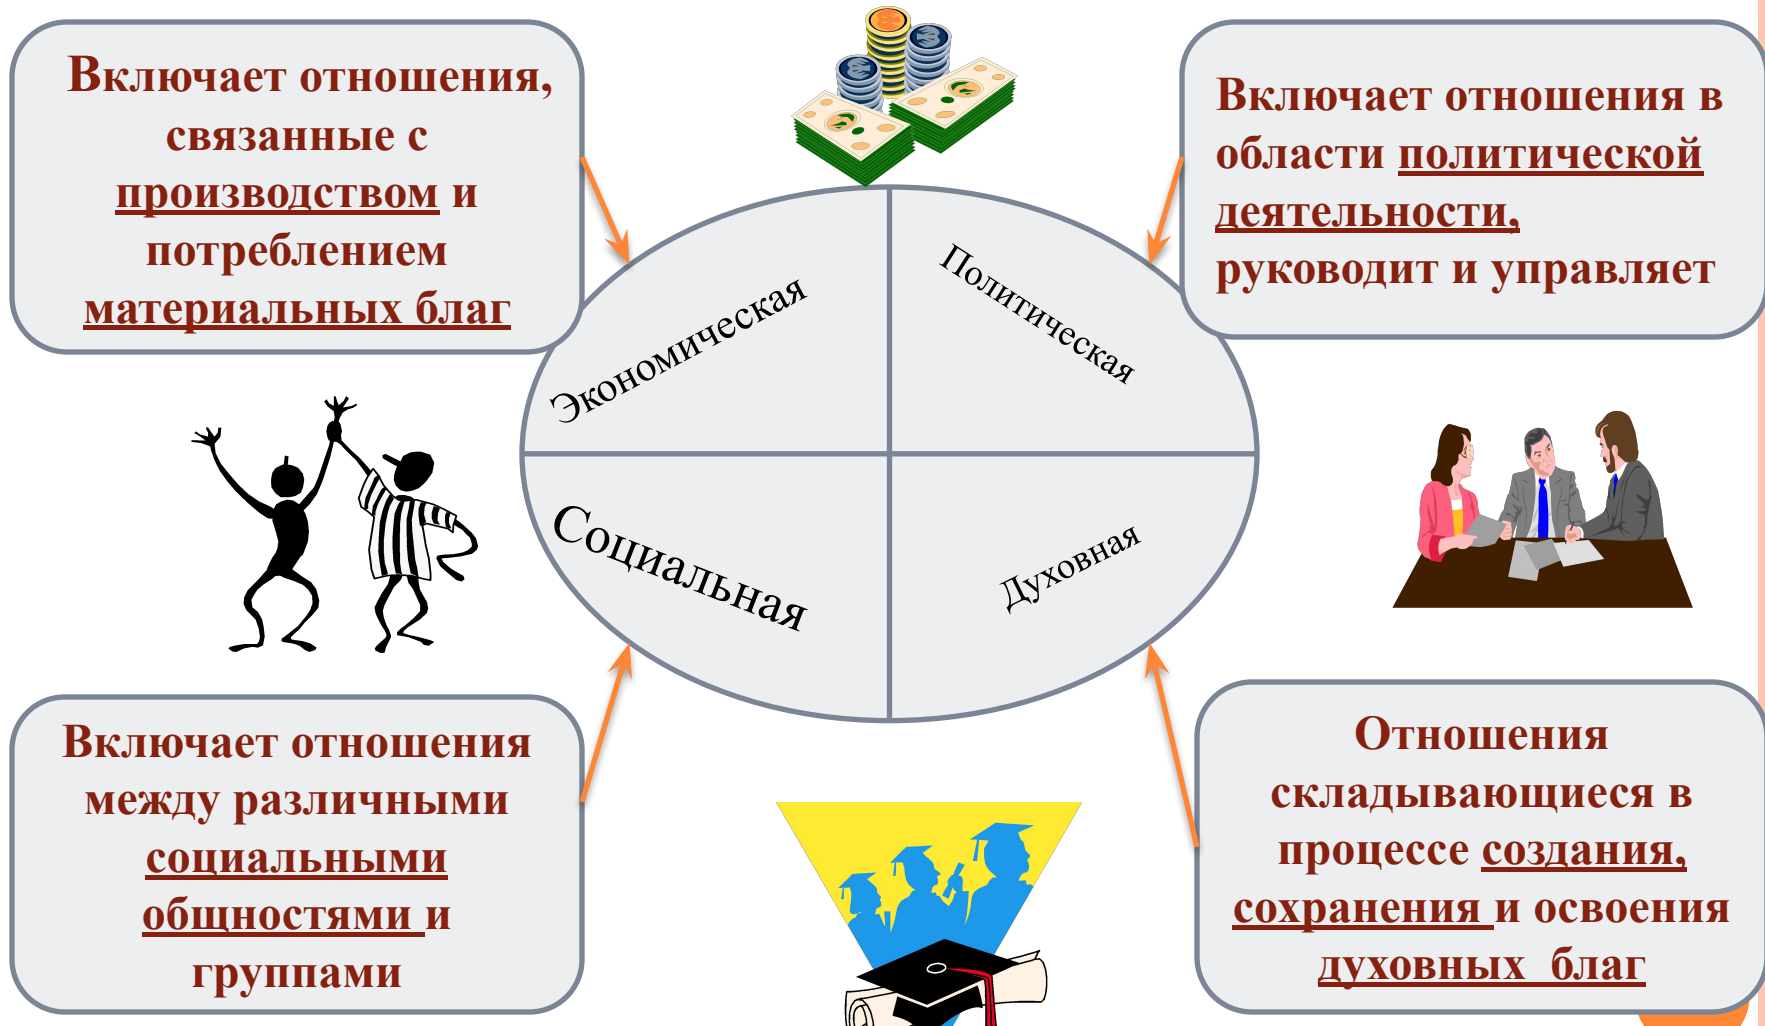 Включает отношения,
связанные с
производством и
потреблением
материальных благ
Включает отношения в
области политической
деятельности,
руководит и управляет
Экономическая
Политическая
Социальная
Духовная
Включает отношения
между различными
социальными
общностями и
группами
Отношения
складывающиеся в
процессе создания,
сохранения и освоения
духовных благ